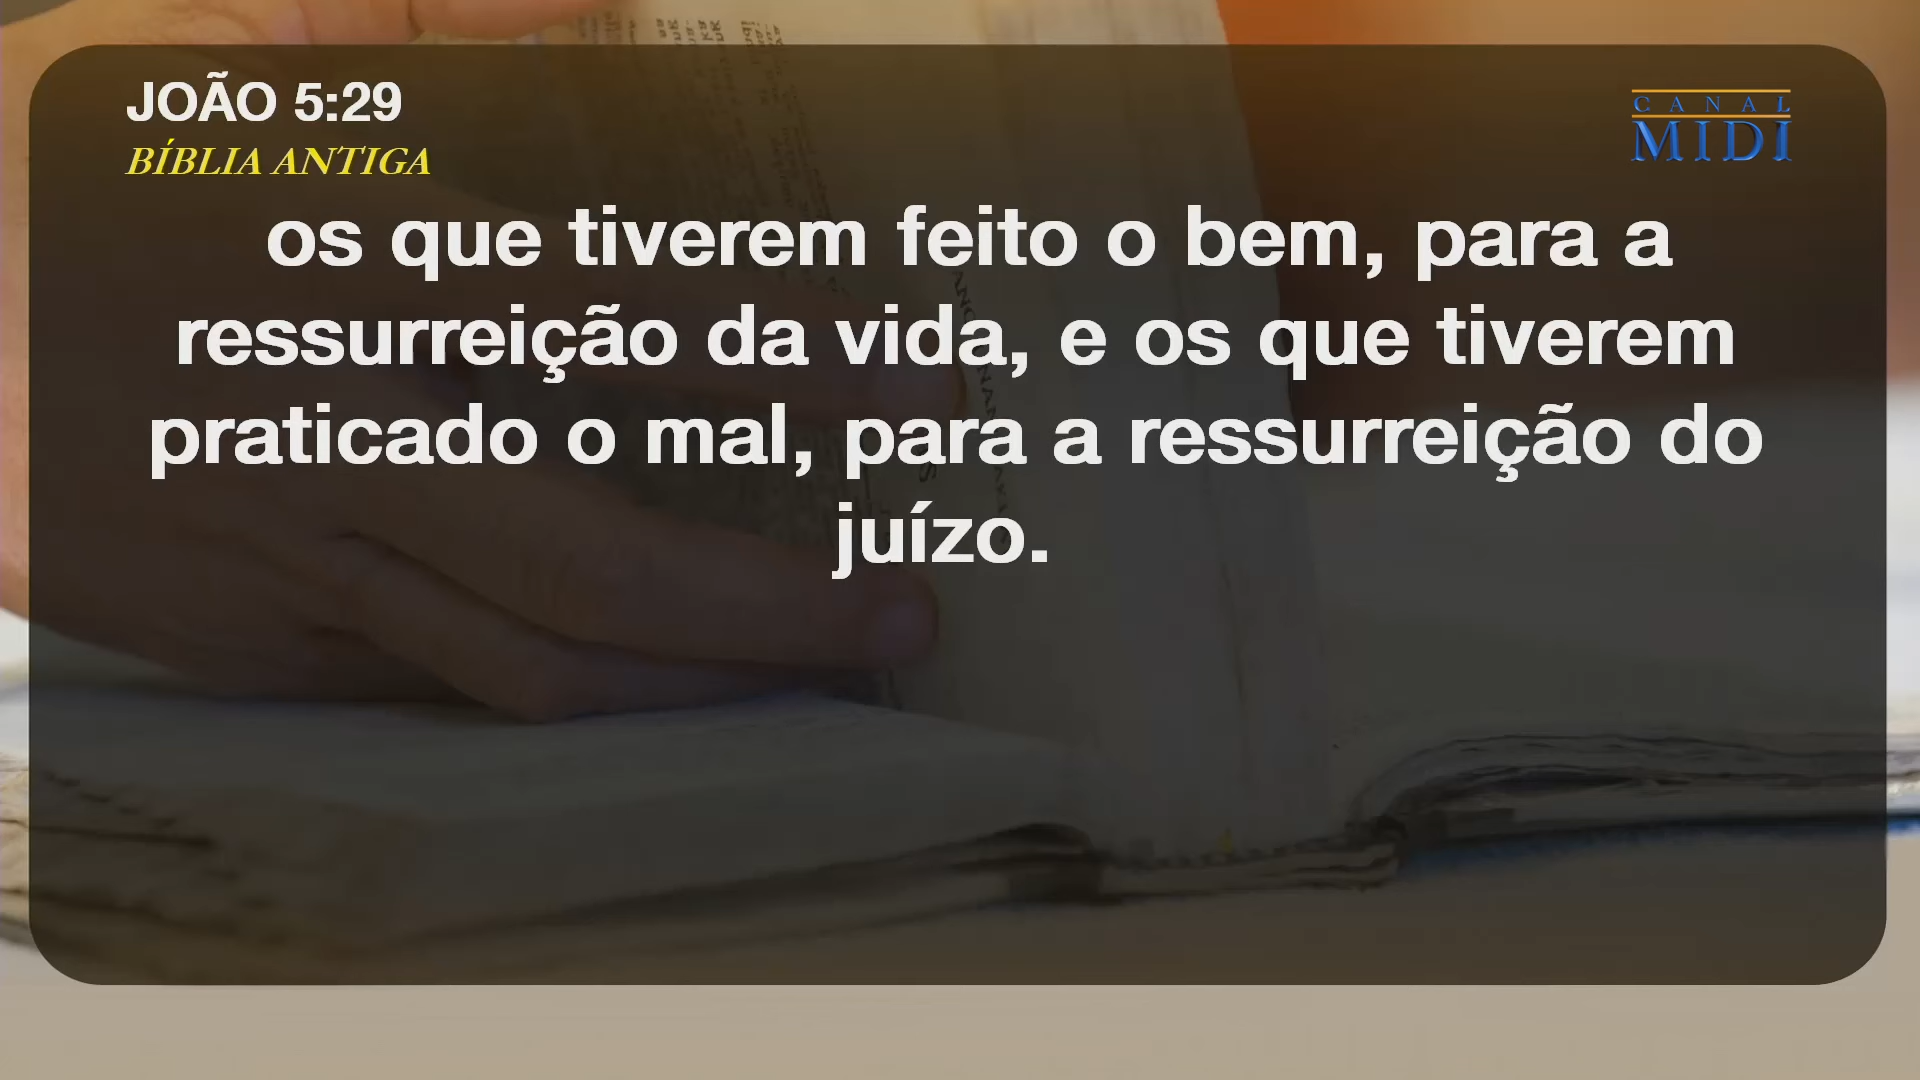 JOÃO 5:29
BÍBLIA ANTIGA
CANAL
MIDI
os que tiverem feito o bem, para a
ressurreição da vida, e os que tiverem
praticado o mal, para a ressurreição do
juízo.